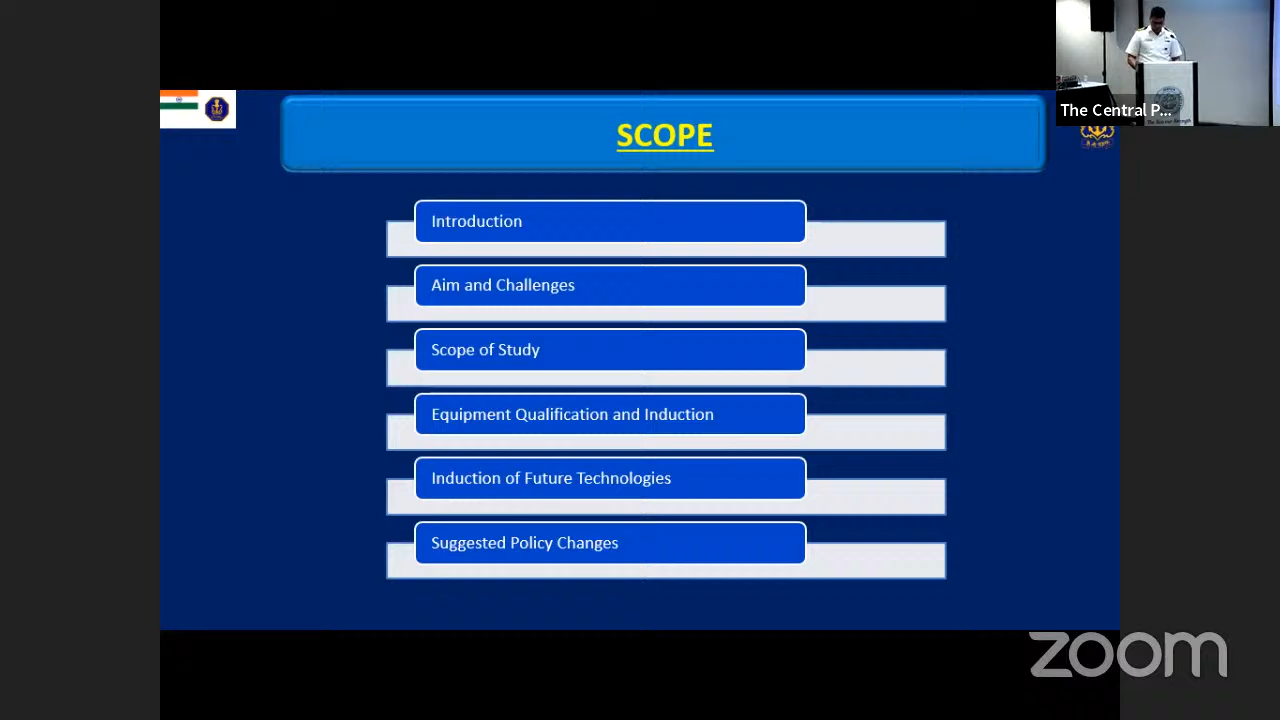 SCOPE
The Central P...
Introduction
Aim and Challenges
Scope of Study
Equipment Qualification and Induction
Induction of Future Technologies
Suggested Policy Changes
zoom